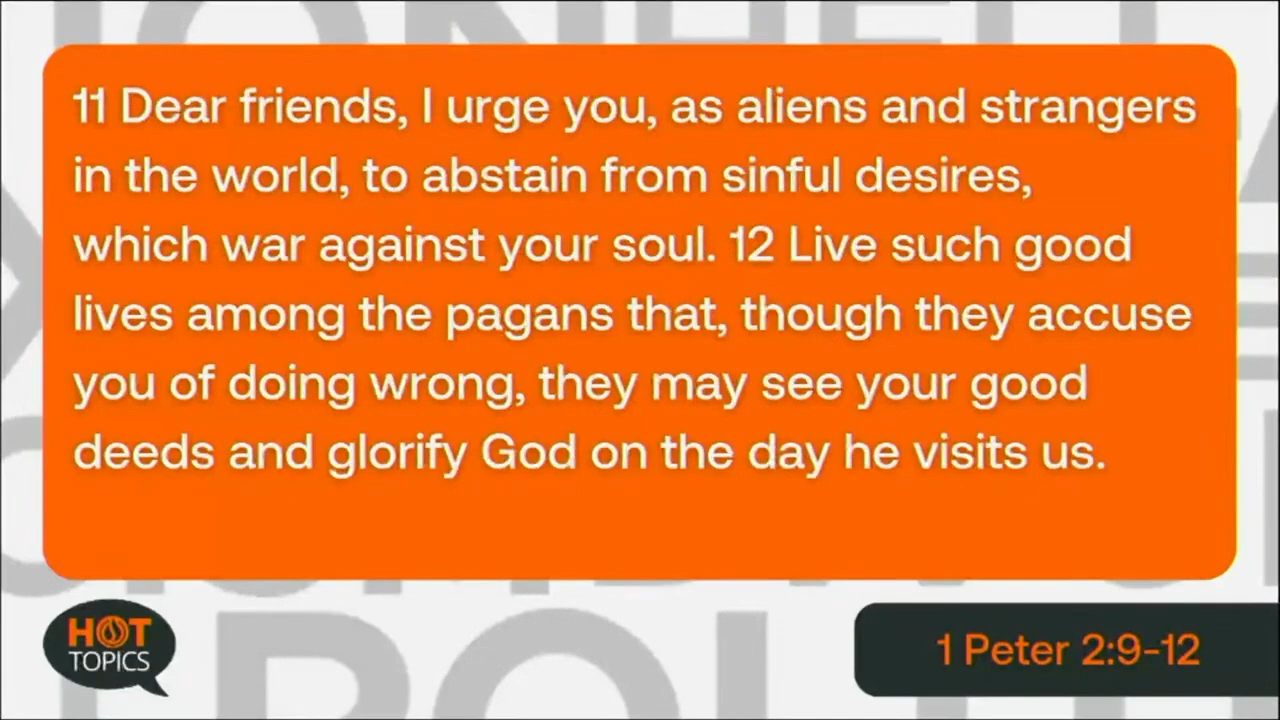 11 Dear friends, I urge you, as aliens and strangers
in the world, to abstain from sinful desires,
which war against your soul. 12 Live such good
lives among the pagans that, though they accuse
you of doing wrong, they may see your good
deeds and glorify God on the day he visits us.
HOT
TOPICS
1 Peter 2:9-12